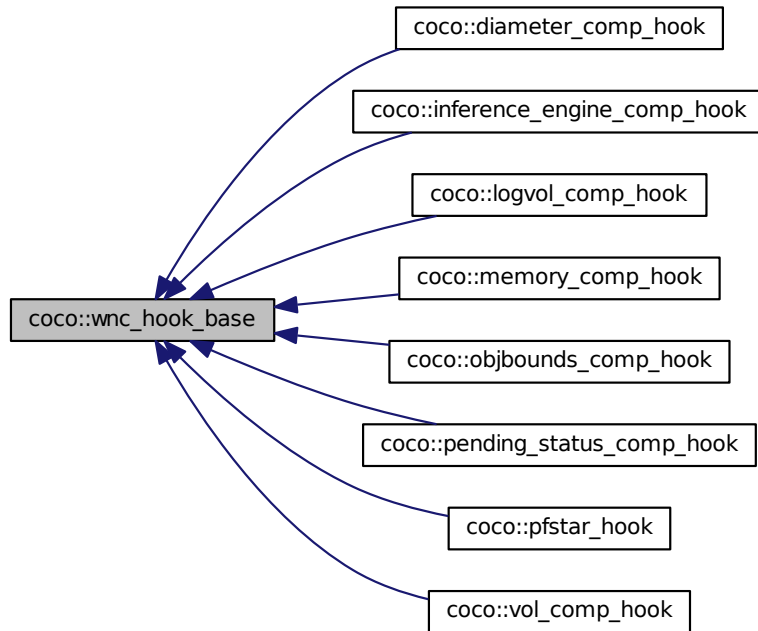 coco::diameter_comp_hook
coco::inference_engine_comp_hook
coco::logvol_comp_hook
coco::memory_comp_hook
coco::wnc_hook_base
coco::objbounds_comp_hook
coco::pending_status_comp_hook
coco::pfstar_hook
coco::vol_comp_hook